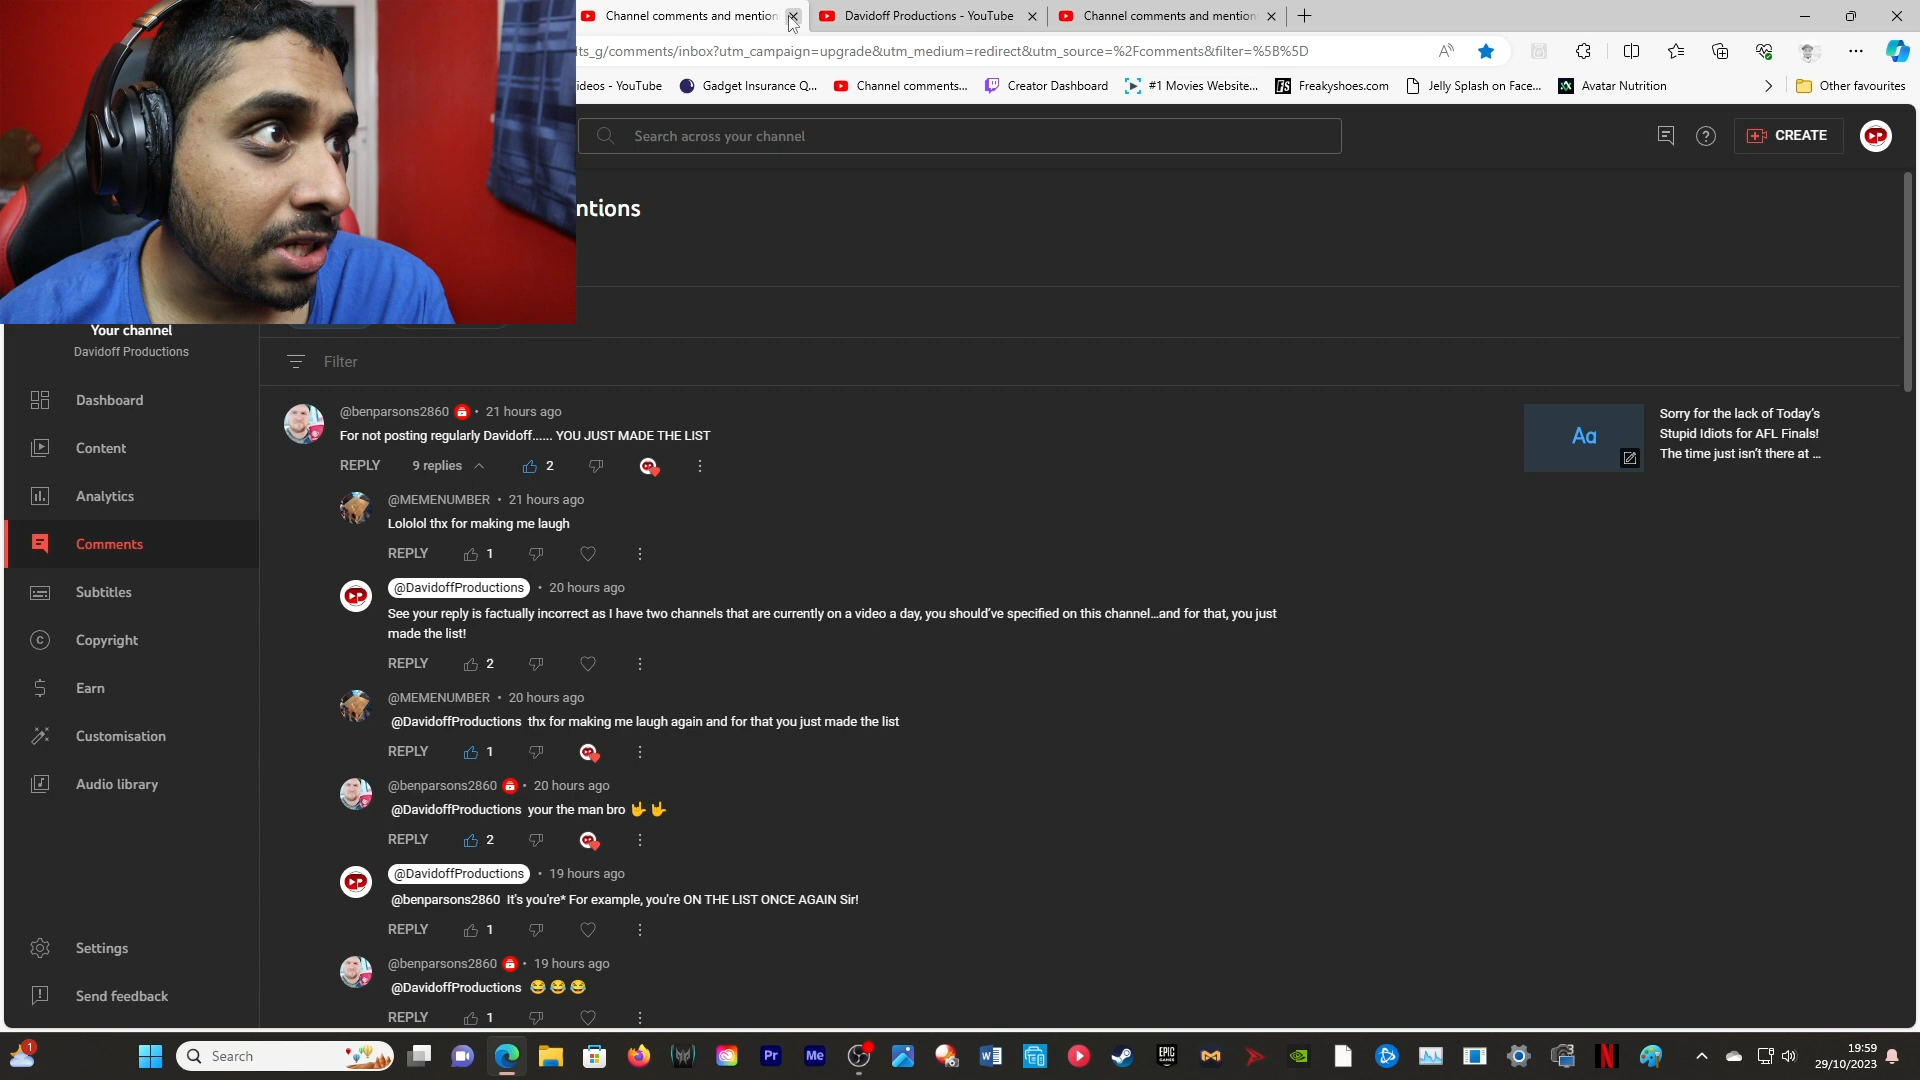 Channel comments and mention
Davidoff Productions - YouTube
Channel comments and mention
lts_g/comments/inbox?utm_campaign=upgrade&utm_medium=redirect&utm_source=%2Fcomments&filter=%5B%5D
ideos - YouTube
Gadget Insurance Q...
Channel comments...
Creator Dashboard
#1 Movies Website...
Freakyshoes.com
Jelly Splash on Face...
Avatar Nutrition
Other favourites
Search across your channel
CREATE
ntions
Your channel
Davidoff Productions
Filter
Dashboard
Content
Analytics
Comments
Subtitles
Copyright
Earn
Customisation
Audio library
Settings
Send feedback
@benparsons2860 • 21 hours ago
For not posting regularly Davidoff...... YOU JUST MADE THE LIST
REPLY 9 replies 2
Aa
Sorry for the lack of Today's
Stupid Idiots for AFL Finals!
The time just isn't there at ...
@MEMENUMBER • 21 hours ago
Lololol thx for making me laugh
REPLY 1
@DavidoffProductions • 20 hours ago
See your reply is factually incorrect as I have two channels that are currently on a video a day, you should've specified on this channel...and for that, you just
made the list!
REPLY 2
@MEMENUMBER • 20 hours ago
@DavidoffProductions thx for making me laugh again and for that you just made the list
REPLY 1
@benparsons2860 • 20 hours ago
@DavidoffProductions your the man bro 🤟🤟
REPLY 2
@DavidoffProductions • 19 hours ago
@benparsons2860 It's you're* For example, you're ON THE LIST ONCE AGAIN Sir!
REPLY 1
@benparsons2860 • 19 hours ago
@DavidoffProductions 😂😂😂
REPLY 1
1
Search
Pr
Me
EPIC
GAMES
19:59
29/10/2023